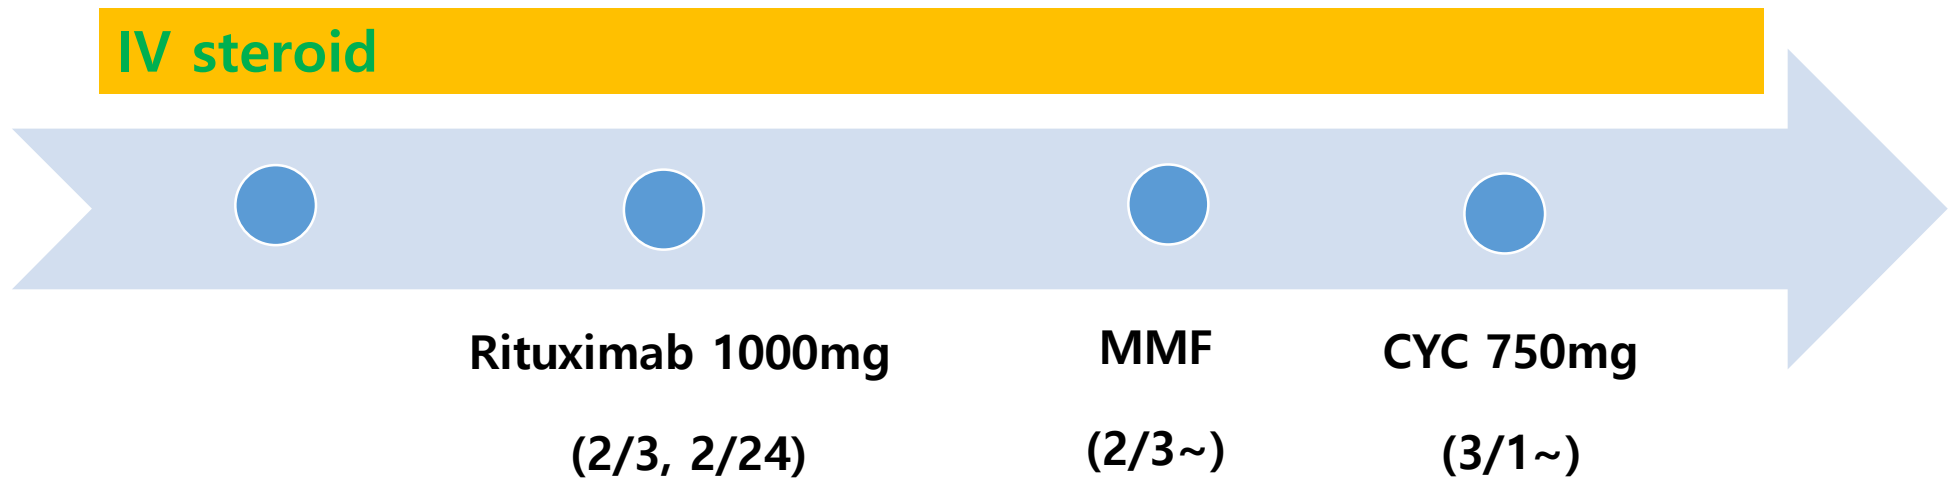 IV steroid
Rituximab 1000mg
(2/3, 2/24)
MMF
(2/3~)
CYC 750mg
(3/1~)